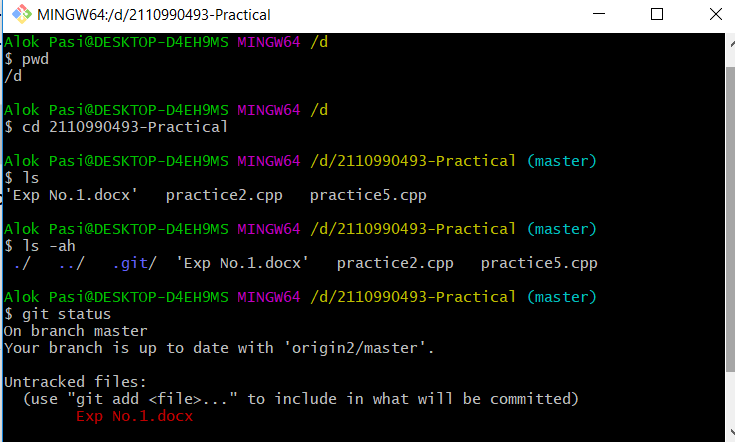 MINGW64:/d/2110990493-Practical
Alok Pasi@DESKTOP-D4EH9MS MINGW64 /d
$ pwd
/d
Alok Pasi@DESKTOP-D4EH9MS MINGW64 /d
$ cd 2110990493-Practical
Alok Pasi@DESKTOP-D4EH9MS MINGW64 /d/2110990493-Practical (master)
$ ls
'Exp No.1.docx'   practice2.cpp   practice5.cpp
Alok Pasi@DESKTOP-D4EH9MS MINGW64 /d/2110990493-Practical (master)
$ ls -ah
./   ../   .git/  'Exp No.1.docx'   practice2.cpp   practice5.cpp
Alok Pasi@DESKTOP-D4EH9MS MINGW64 /d/2110990493-Practical (master)
$ git status
On branch master
Your branch is up to date with 'origin2/master'.
Untracked files:
  (use "git add <file>..." to include in what will be committed)
        Exp No.1.docx